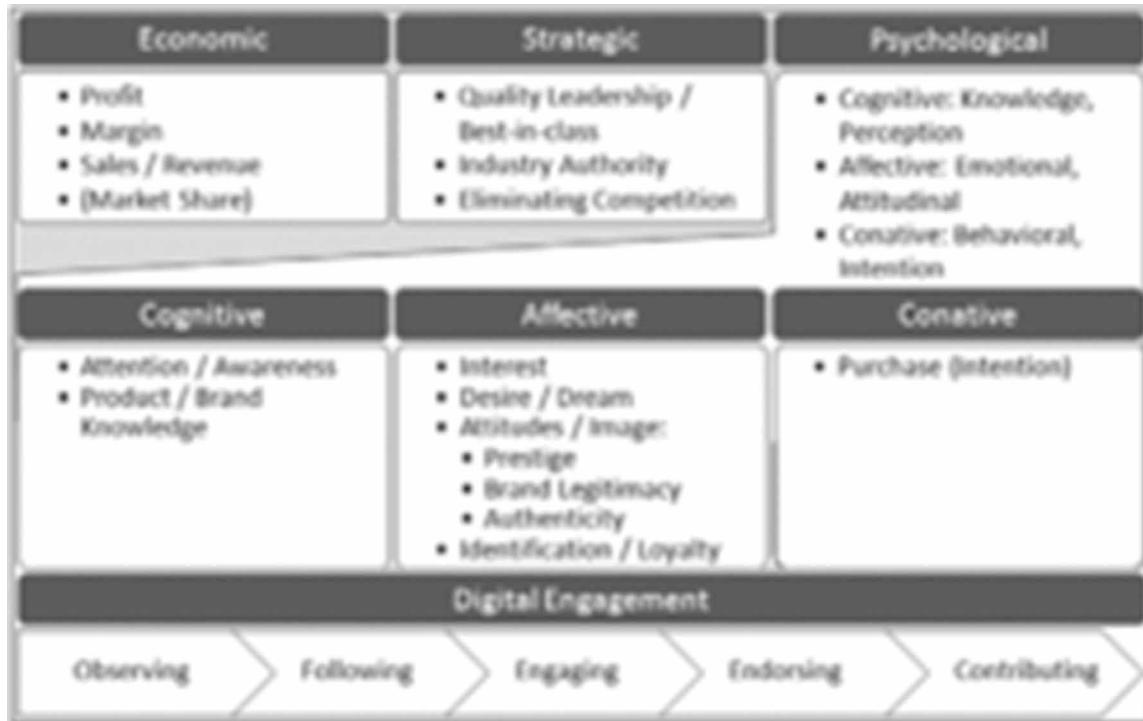 Economic
▪ Profit
▪ Margin
▪ Sales / Revenue
▪ (Market Share)
Strategic
▪ Quality Leadership /
Best-in-class
▪ Industry Authority
▪ Eliminating Competition
Psychological
▪ Cognitive: Knowledge,
Perception
▪ Affective: Emotional,
Attitudinal
▪ Conative: Behavioral,
Intention
Cognitive
▪ Attention / Awareness
▪ Product / Brand
Knowledge
Affective
▪ Interest
▪ Desire / Dream
▪ Attitudes / Image:
▪ Prestige
▪ Brand Legitimacy
▪ Authenticity
▪ Identification / Loyalty
Conative
▪ Purchase (Intention)
Digital Engagement
Observing
Following
Engaging
Endorsing
Contributing